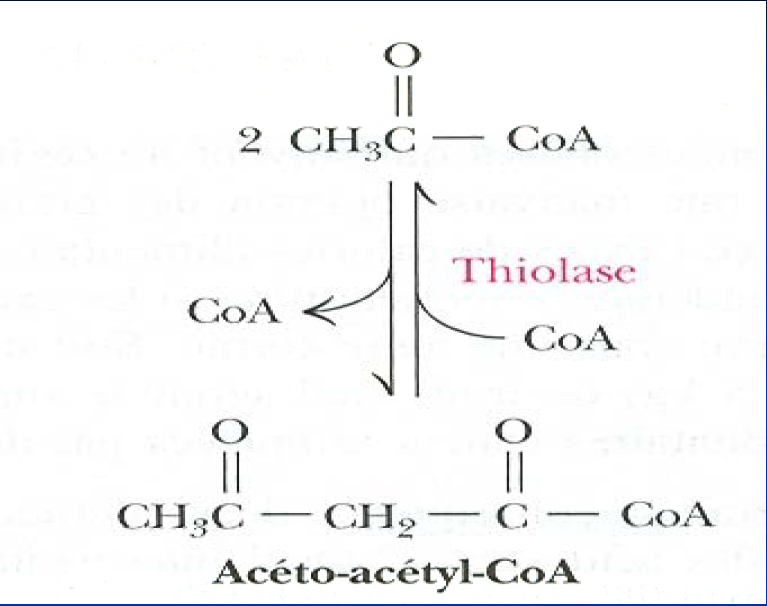 O
2 CH₃C — CoA
Thiolase
CoA
CoA
O O
CH₃C — CH₂ — C — CoA
Acéto-acétyl-CoA